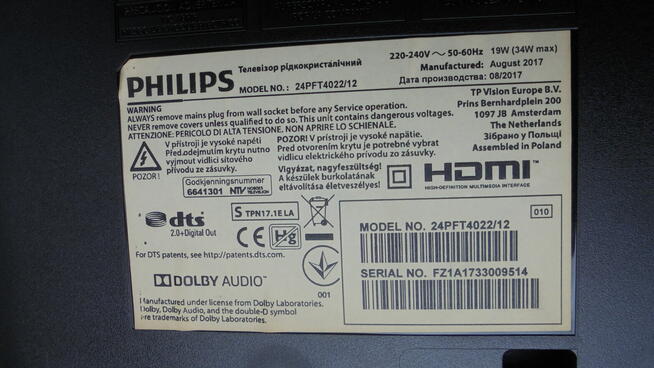 PHILIPS
Телевізор рідкокристалічний
MODEL NO.: 24PFT4022/12
220-240V ～ 50-60Hz 19W (34W max)
Manufactured: August 2017
Дата производства: 08/2017
WARNING
ALWAYS remove mains plug from wall socket before any Service operation.
NEVER remove covers unless qualified to do so. This unit contains dangerous voltages.
ATTENZIONE: PERICOLO DI ALTA TENSIONE, NON APRIRE LO SCHIENALE.
TP Vision Europe B.V.
Prins Bernhardplein 200
1097 JB Amsterdam
The Netherlands
Зібрано у Польщі
Assembled in Poland
POZOR !
V přístroji je vysoké napětí
Před.odejmutím krytu nutno
vyjmout vidlici síťového
přívodu ze zásuvky.
POZOR! V prístroji je vysoké napätie.
Pred otvorením krytu je potrebné vybrat
vidlicu elektrického prívodu zo zásuvky.
Vigyázat, nagyfeszültség!
A készülek burkolatának
eltávolítása életveszélyes!
HDMI™
HIGH-DEFINITION MULTIMEDIA INTERFACE
Godkjenningsnummer
6641301 NTV NORGES TELEVISION
dts
2.0+Digital Out
S TPN17.1E LA
CE Hg
For DTS patents, see http://patents.dts.com.
DOLBY AUDIO™
001
Manufactured under license from Dolby Laboratories.
Dolby, Dolby Audio, and the double-D symbol
are trademarks of Dolby Laboratories.
010
MODEL NO. 24PFT4022/12
SERIAL NO. FZ1A1733009514